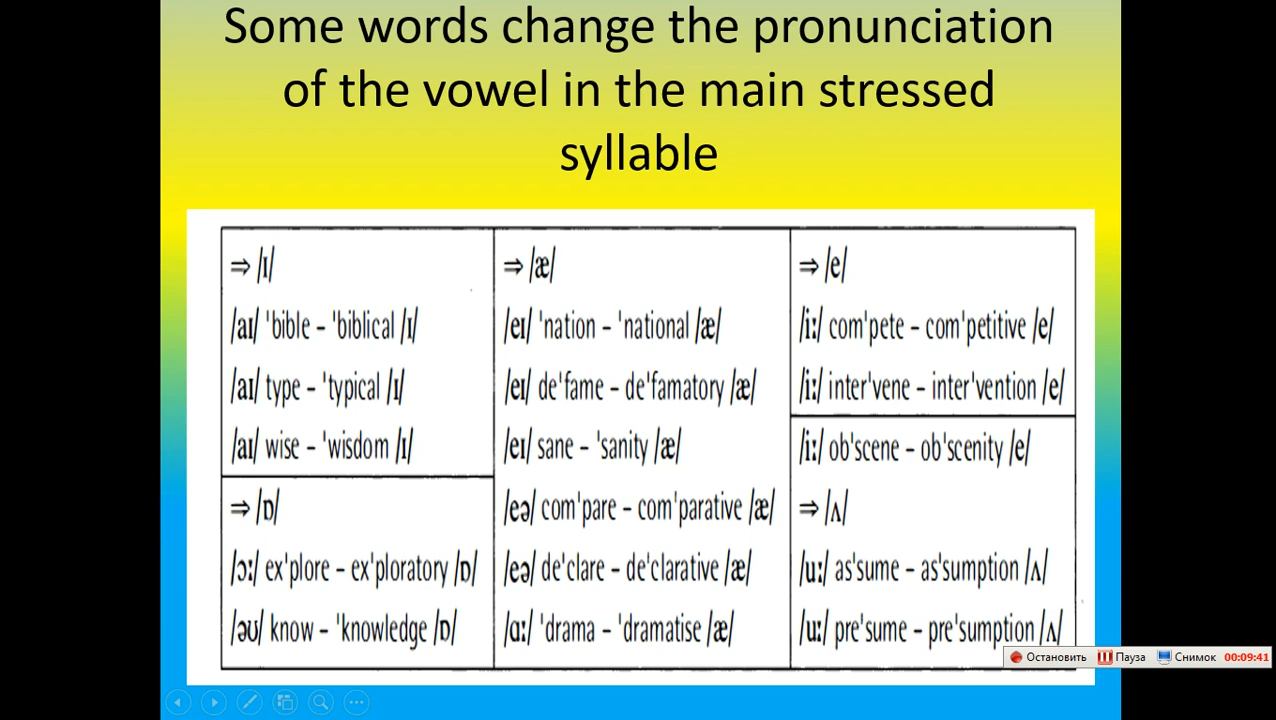 Some words change the pronunciation
of the vowel in the main stressed
syllable
⇒ /ɪ/
/aɪ/ 'bible – 'biblical /ɪ/
/aɪ/ type – 'typical /ɪ/
/aɪ/ wise – 'wisdom /ɪ/
⇒ /ɒ/
/ɔː/ ex'plore – ex'ploratory /ɒ/
/əʊ/ know – 'knowledge /ɒ/
⇒ /æ/
/eɪ/ 'nation – 'national /æ/
/eɪ/ de'fame – de'famatory /æ/
/eɪ/ sane – 'sanity /æ/
/eə/ com'pare – com'parative /æ/
/eə/ de'clare – de'clarative /æ/
/ɑː/ 'drama – 'dramatise /æ/
⇒ /e/
/iː/ com'pete – com'petitive /e/
/iː/ inter'vene – inter'vention /e/
/iː/ ob'scene – ob'scenity /e/
⇒ /ʌ/
/uː/ as'sume – as'sumption /ʌ/
/uː/ pre'sume – pre'sumption /ʌ/
Остановить Пауза Снимок 00:09:41